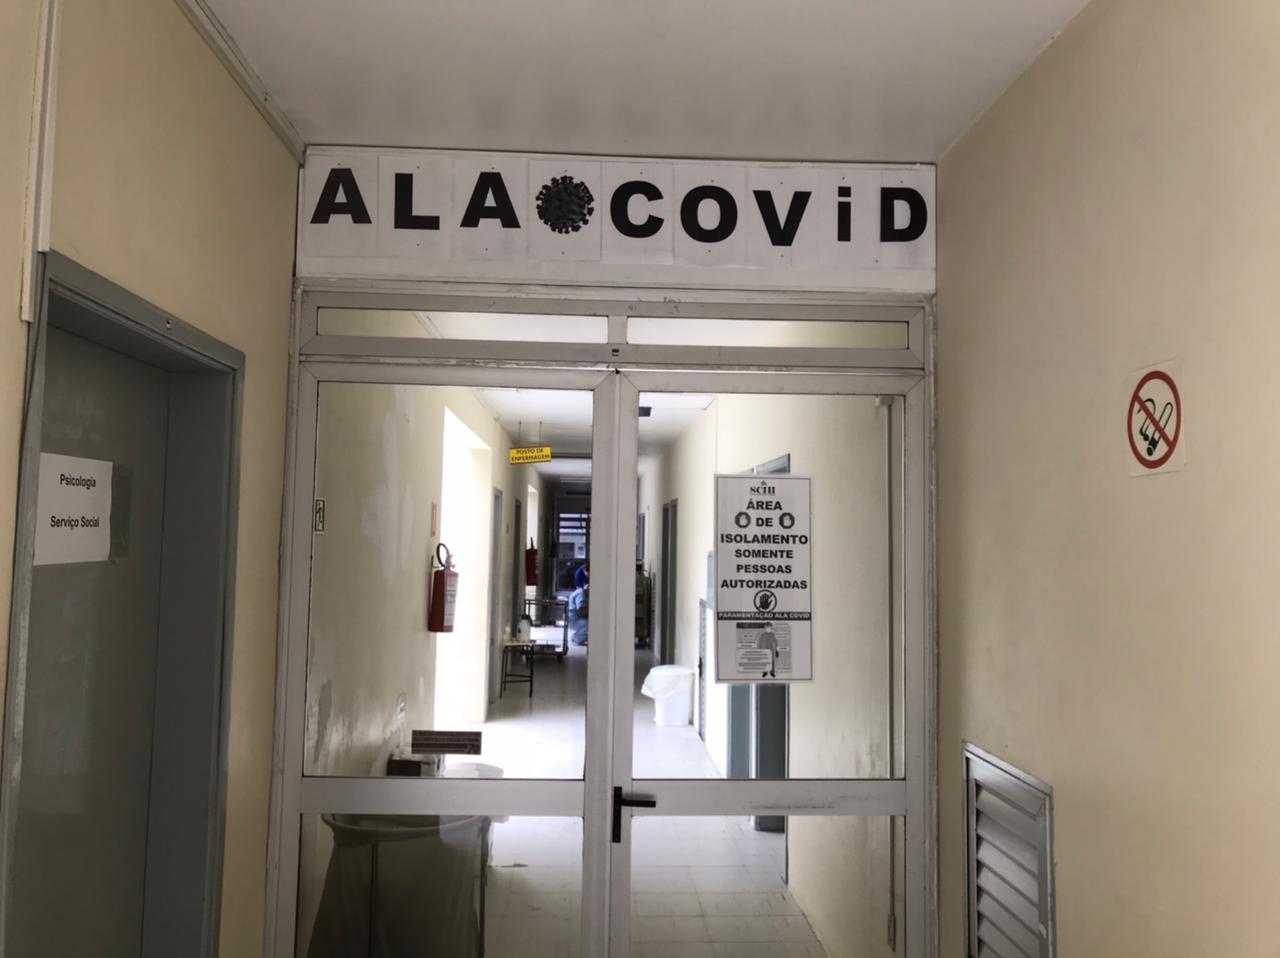 ALA COViD
Psicologia
Serviço Social
POSTO DE
ENFERMAGEM
SCIH
ÁREA
DE
ISOLAMENTO
SOMENTE
PESSOAS
AUTORIZADAS
PARAMENTAÇÃO ALA COVID